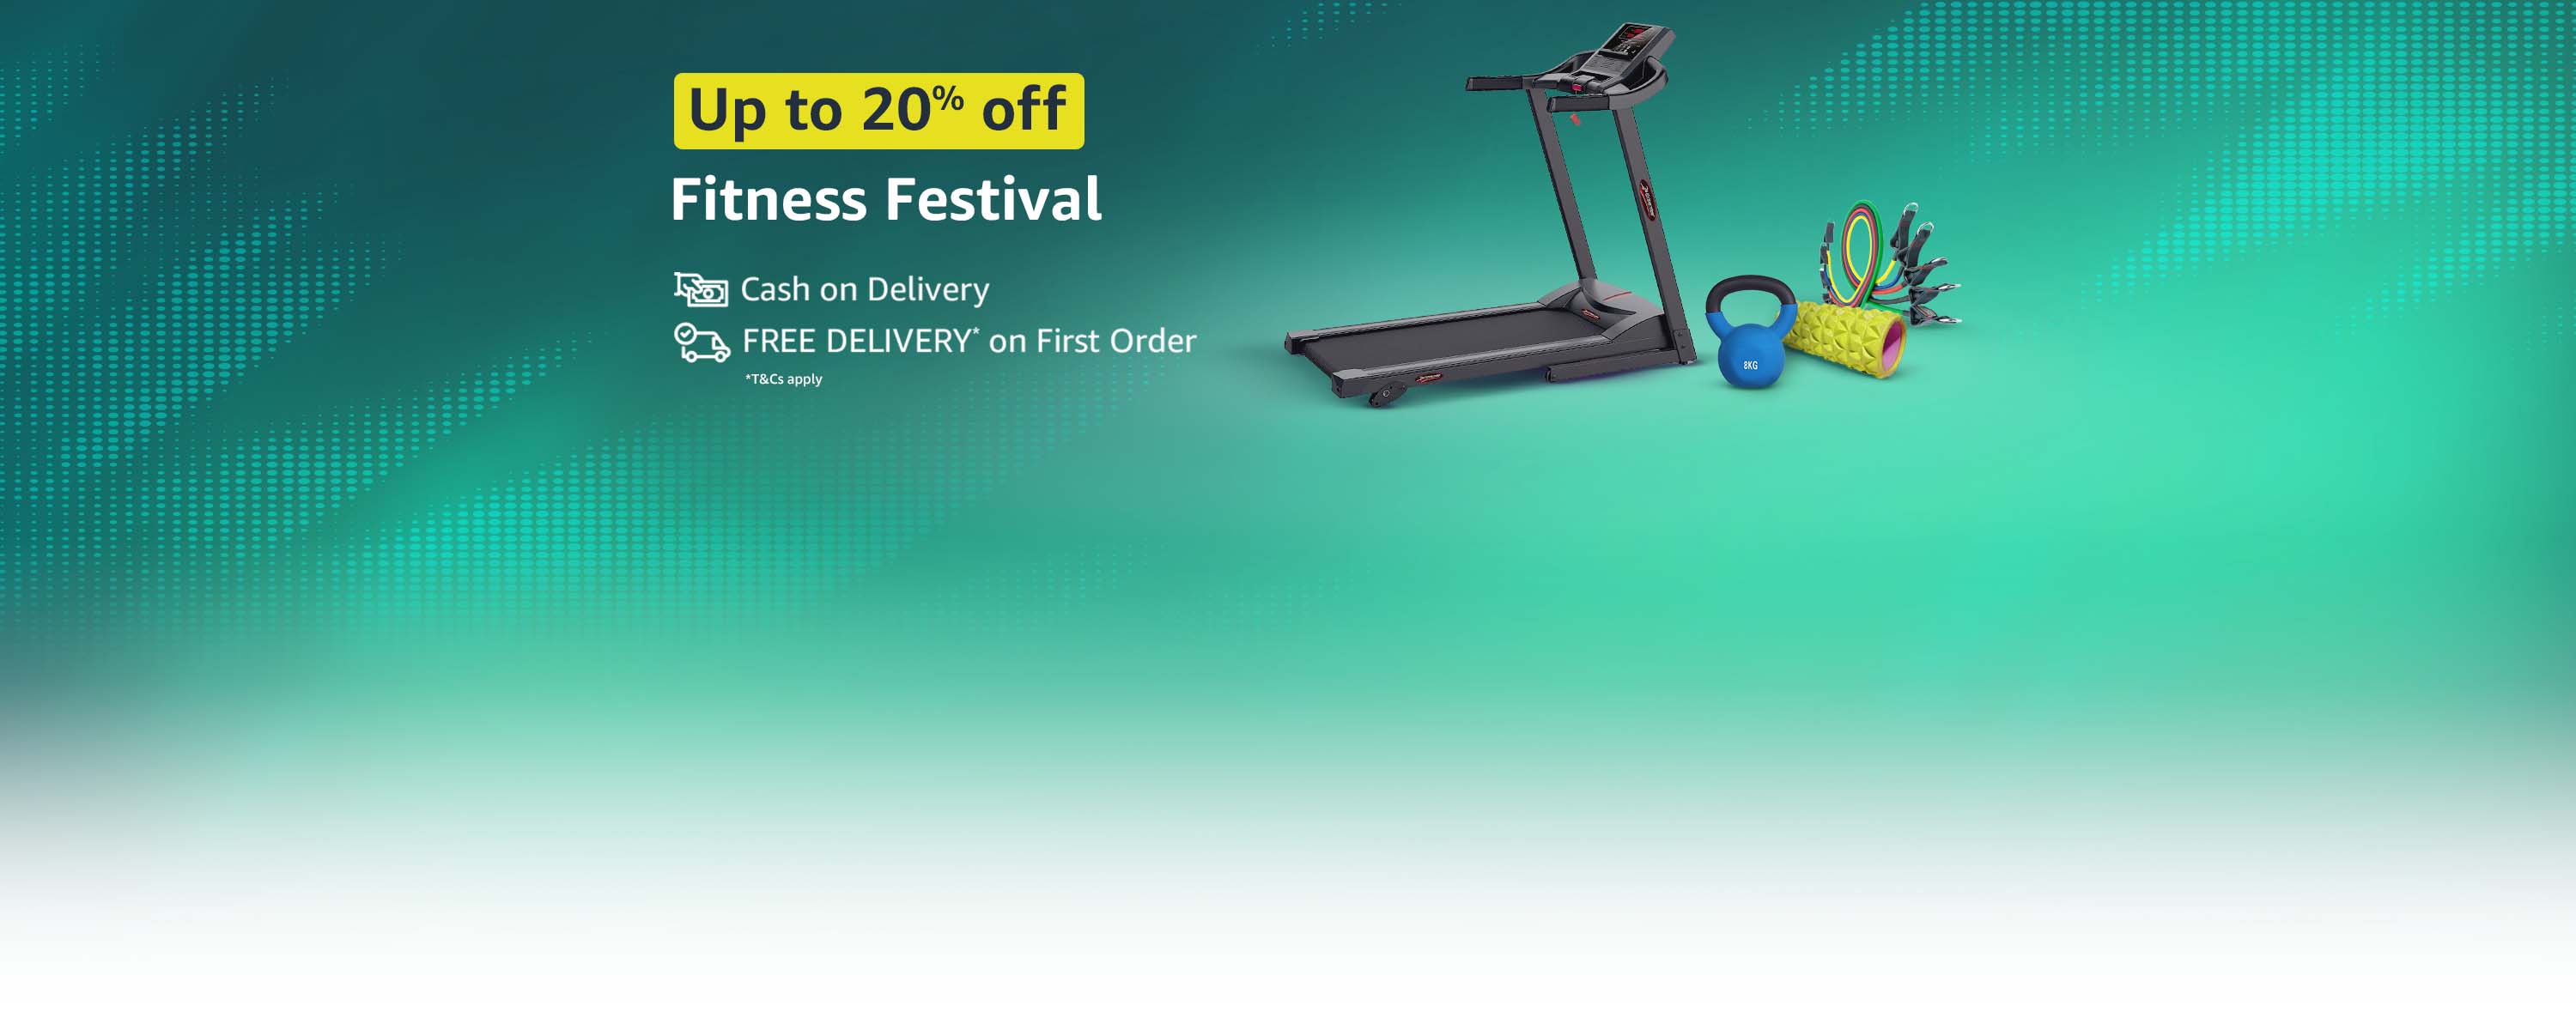 Up to 20% off
Fitness Festival
Cash on Delivery
FREE DELIVERY* on First Order
*T&Cs apply
8KG